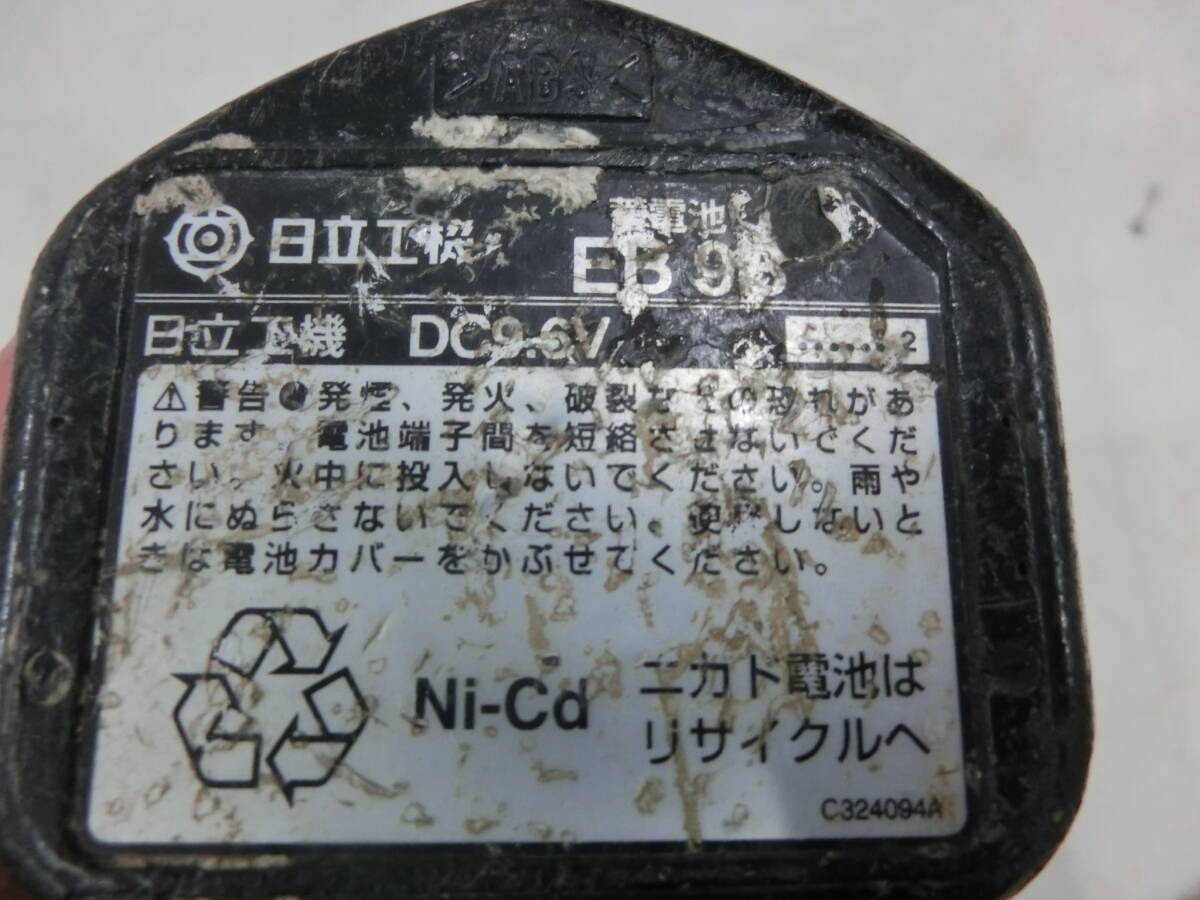 >ABS<
日立工機 蓄電池
EB 9B
日立工機 DC9.6V 2
⚠警告 発煙、発火、破裂などの恐れがあ
ります。電池端子間を短絡させないでくだ
さい。火中に投入しないでください。雨や
水にぬらさないでください。使用しないと
きは電池カバーをかぶせてください。
Ni-Cd ニカド電池は
リサイクルへ
C324094A